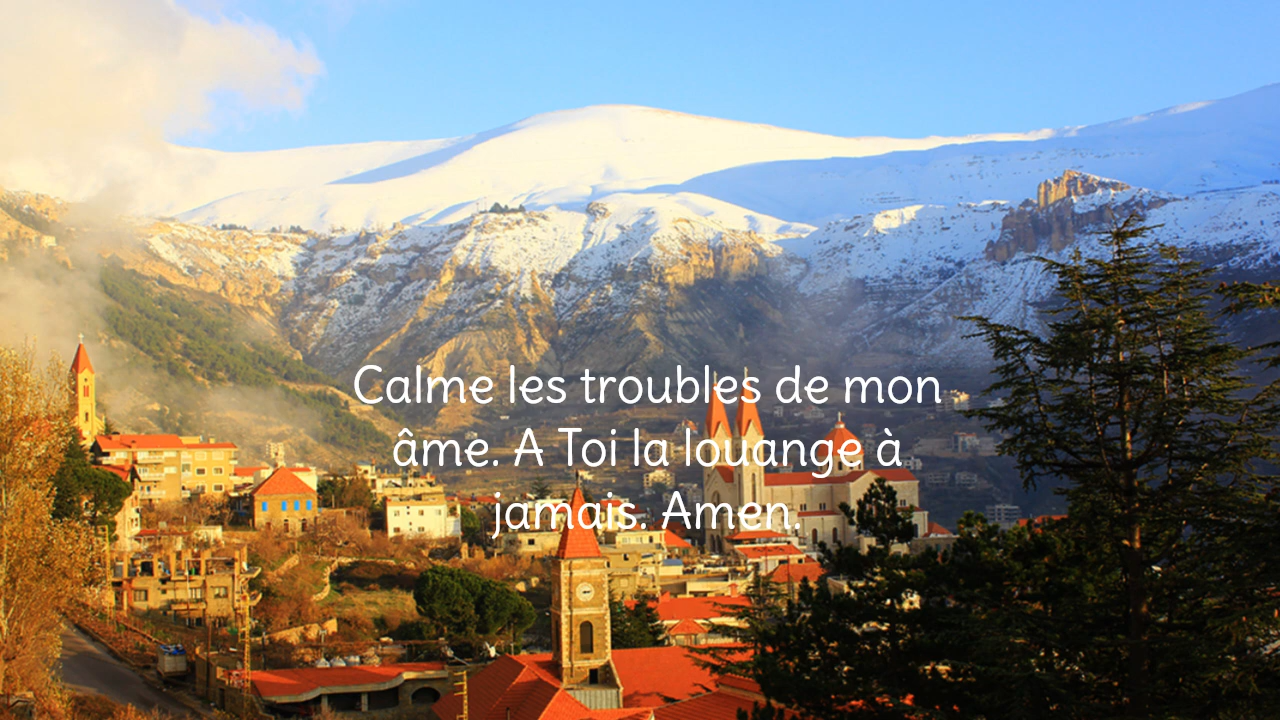 Calme les troubles de mon
âme. A Toi la louange à
jamais. Amen.